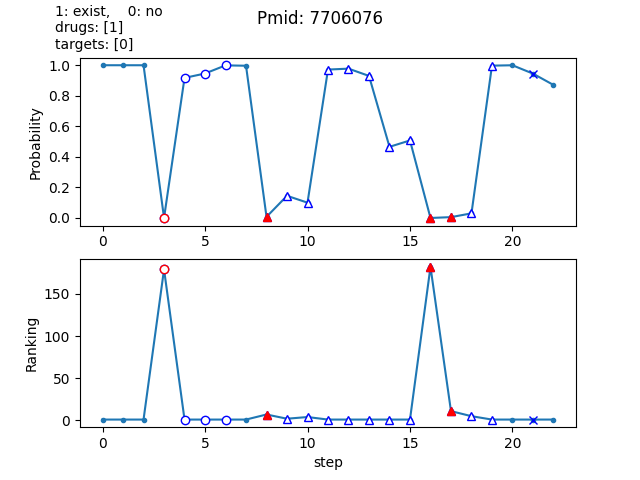 1: exist,    0: no
drugs: [1]
targets: [0]
Pmid: 7706076
1.0
0.8
0.6
0.4
0.2
0.0
Probability
0 5 10 15 20
150
100
50
0
Ranking
0 5 10 15 20
step